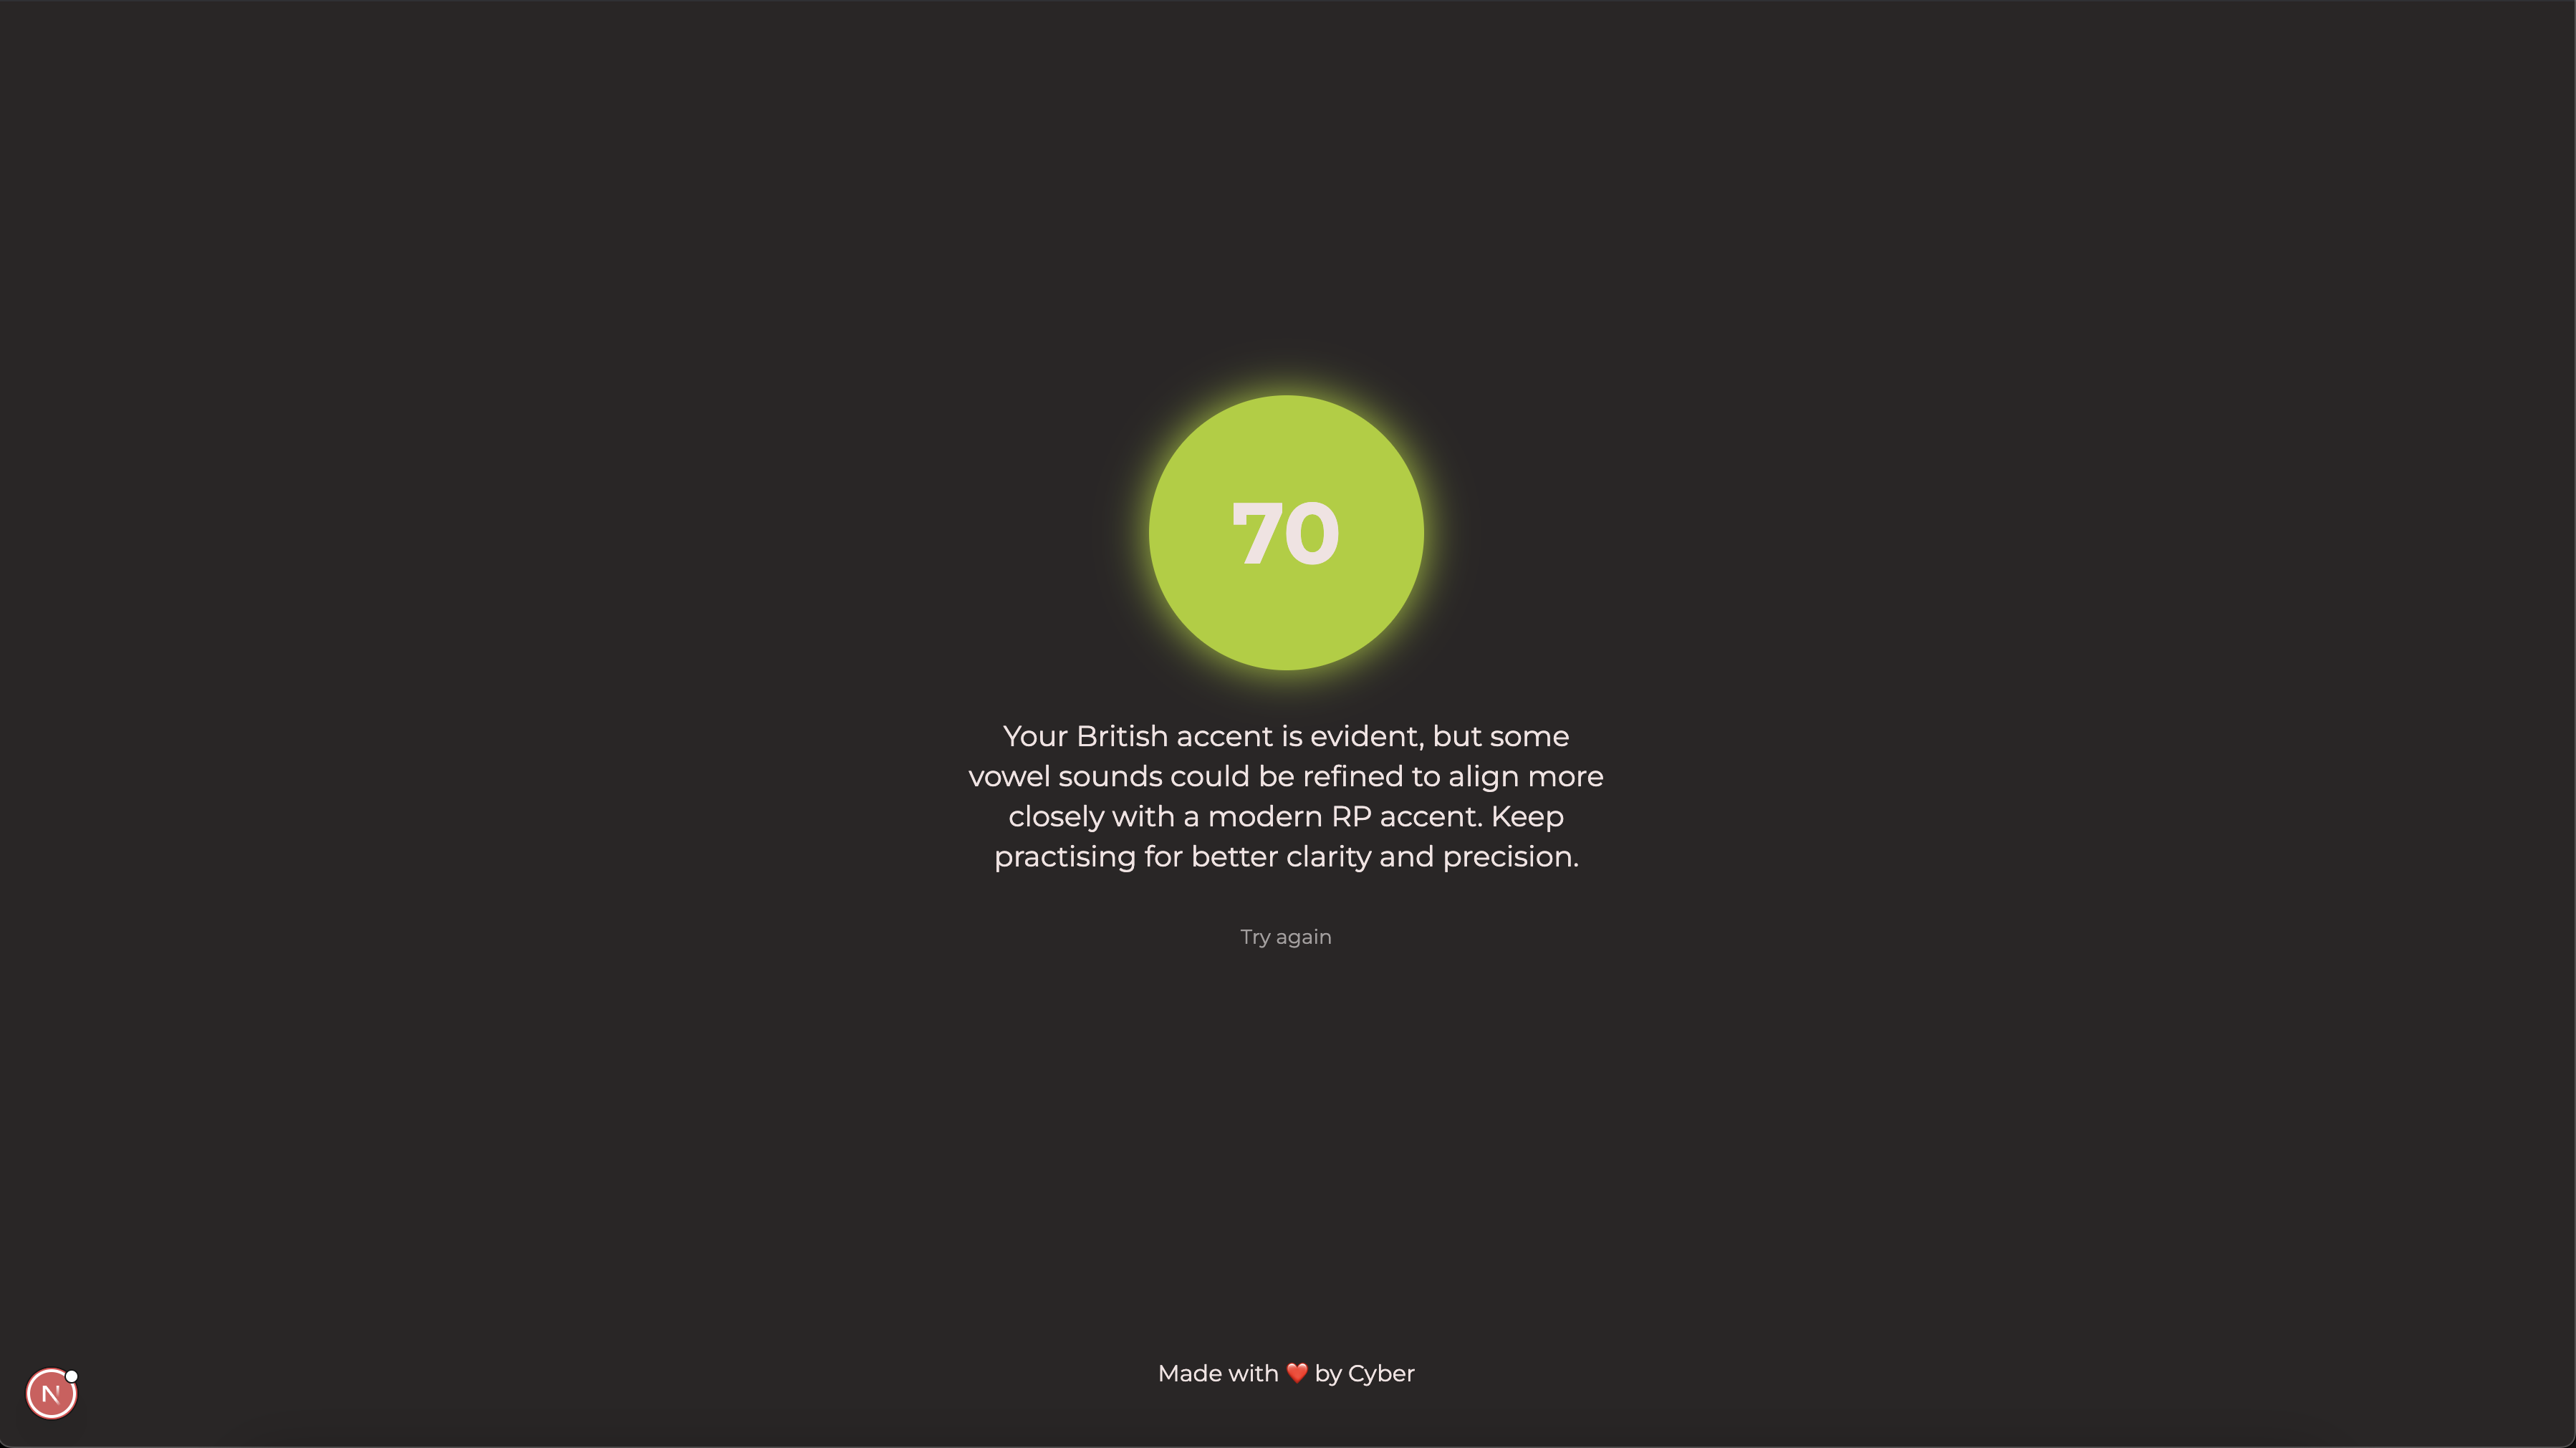 70
Your British accent is evident, but some
vowel sounds could be refined to align more
closely with a modern RP accent. Keep
practising for better clarity and precision.
Try again
Made with ❤️ by Cyber
N